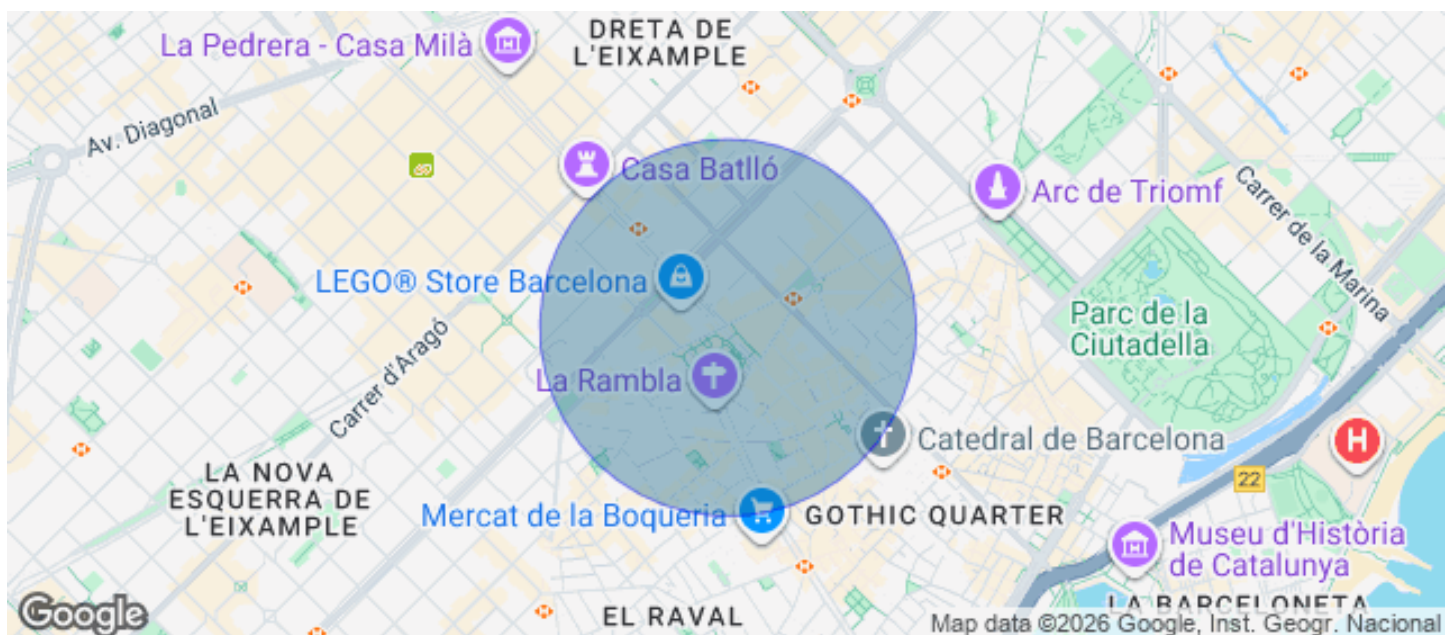 DRETA DE
L'EIXAMPLE
La Pedrera - Casa Milà
Av. Diagonal
Casa Batlló
Arc de Triomf
Carrer de la Marina
LEGO® Store Barcelona
Parc de la
Ciutadella
Carrer d'Aragó
La Rambla
Catedral de Barcelona
LA NOVA
ESQUERRA DE
L'EIXAMPLE
H
22
Mercat de la Boqueria
GOTHIC QUARTER
Museu d'Història
de Catalunya
EL RAVAL
LA BARCELONETA
Google
Map data ©2026 Google, Inst. Geogr. Nacional